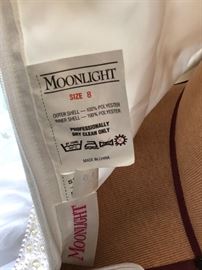 MOONLIGHT
SIZE 8
OUTER SHELL — 100% POLYESTER
INNER SHELL — 100% POLYESTER
PROFESSIONALLY
DRY CLEAN ONLY
MADE IN CHINA
MOONLIGHT